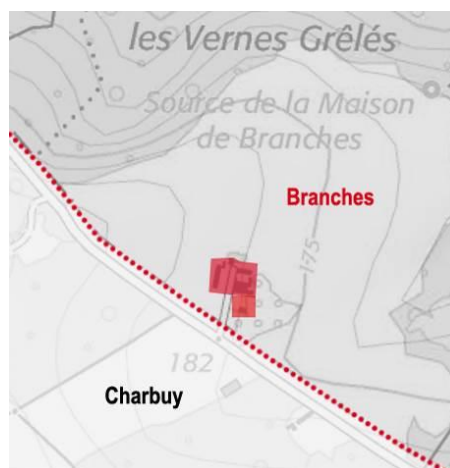 les Vernes Grêlés
Source de la Maison
de Branches
Branches
175
182
Charbuy